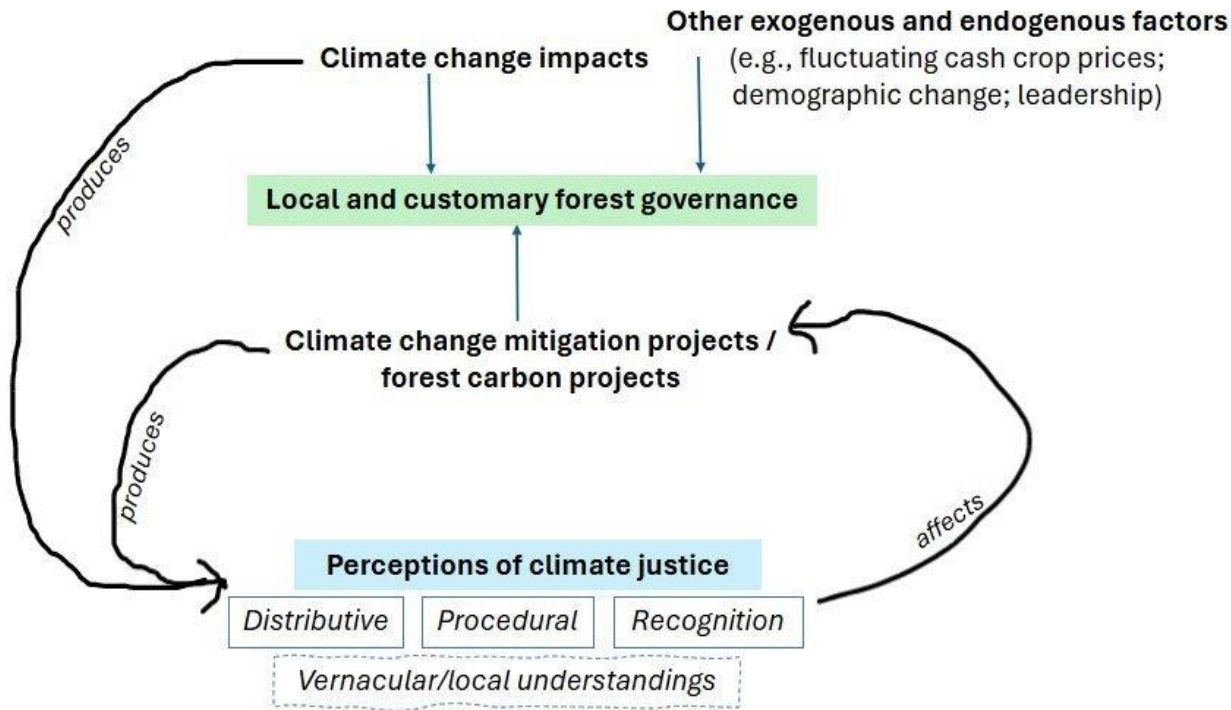 Other exogenous and endogenous factors
Climate change impacts
(e.g., fluctuating cash crop prices;
demographic change; leadership)
produces
Local and customary forest governance
Climate change mitigation projects /
forest carbon projects
produces
affects
Perceptions of climate justice
Distributive
Procedural
Recognition
Vernacular/local understandings